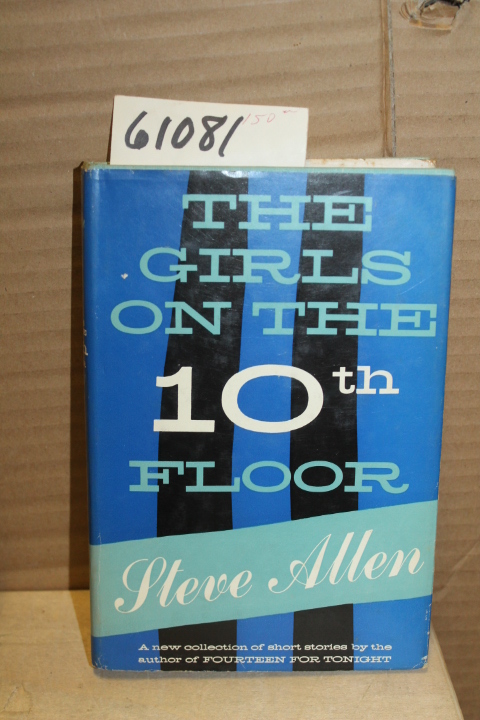 61081 150
THE
GIRLS
ON THE
10th
FLOOR
Steve Allen
A new collection of short stories by the
author of FOURTEEN FOR TONIGHT